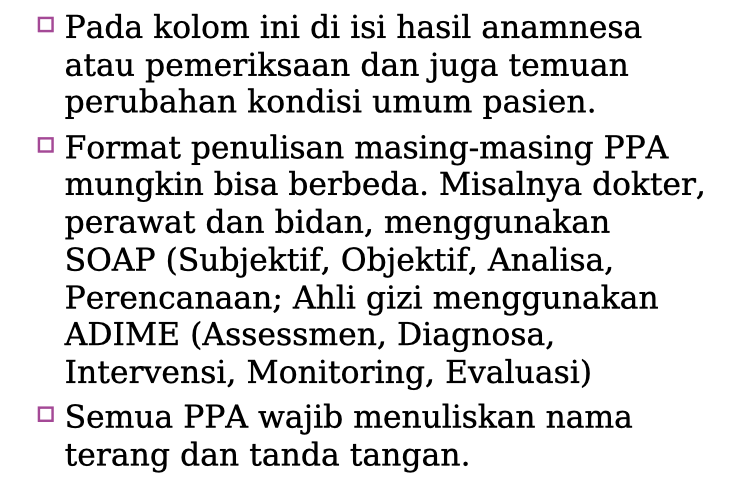 Pada kolom ini di isi hasil anamnesa
atau pemeriksaan dan juga temuan
perubahan kondisi umum pasien.
Format penulisan masing-masing PPA
mungkin bisa berbeda. Misalnya dokter,
perawat dan bidan, menggunakan
SOAP (Subjektif, Objektif, Analisa,
Perencanaan; Ahli gizi menggunakan
ADIME (Assessmen, Diagnosa,
Intervensi, Monitoring, Evaluasi)
Semua PPA wajib menuliskan nama
terang dan tanda tangan.